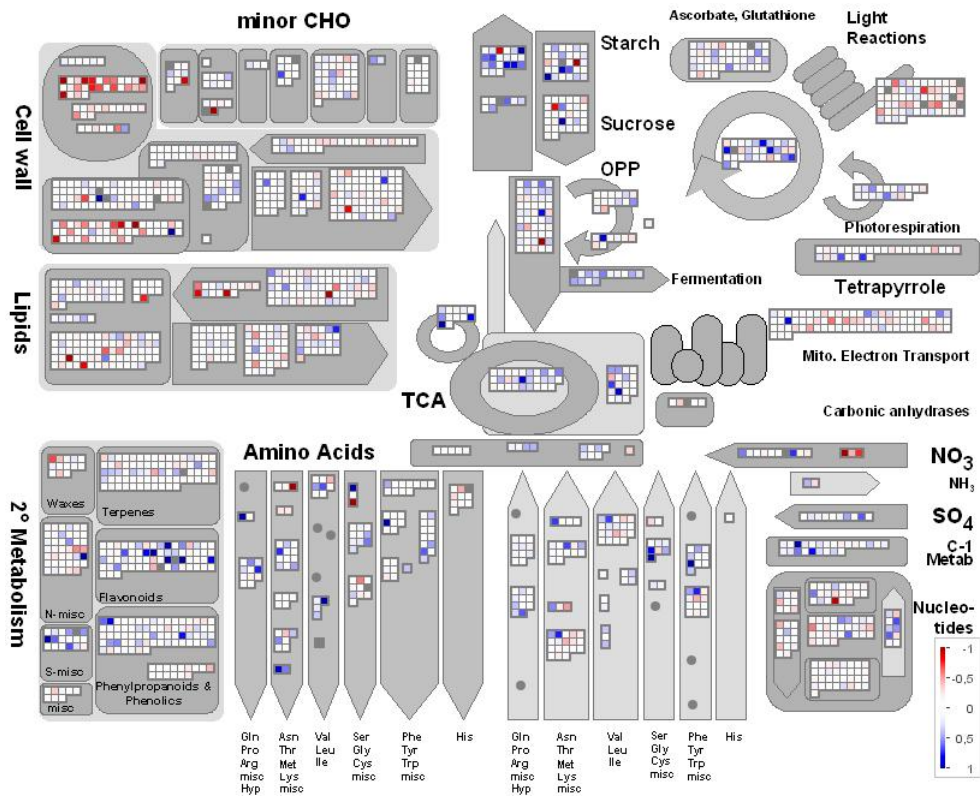 minor CHO
Ascorbate, Glutathione
Light
Reactions
Starch
Cell wall
Sucrose
OPP
Photorespiration
Fermentation
Tetrapyrrole
Lipids
Mito. Electron Transport
TCA
Carbonic anhydrases
Amino Acids
NO3
NH3
SO4
C-1
Metab
2° Metabolism
Waxes
Terpenes
N-misc
Flavonoids
S-misc
Phenylpropanoids &
Phenolics
misc
Nucleo-
tides
-1
-0,5
0
0,5
1
Gln
Pro
Arg
misc
Hyp
Asn
Thr
Met
Lys
misc
Val
Leu
Ile
Ser
Gly
Cys
misc
Phe
Tyr
Trp
misc
His
Gln
Pro
Arg
misc
Hyp
Asn
Thr
Met
Lys
misc
Val
Leu
Ile
Ser
Gly
Cys
misc
Phe
Tyr
Trp
misc
His